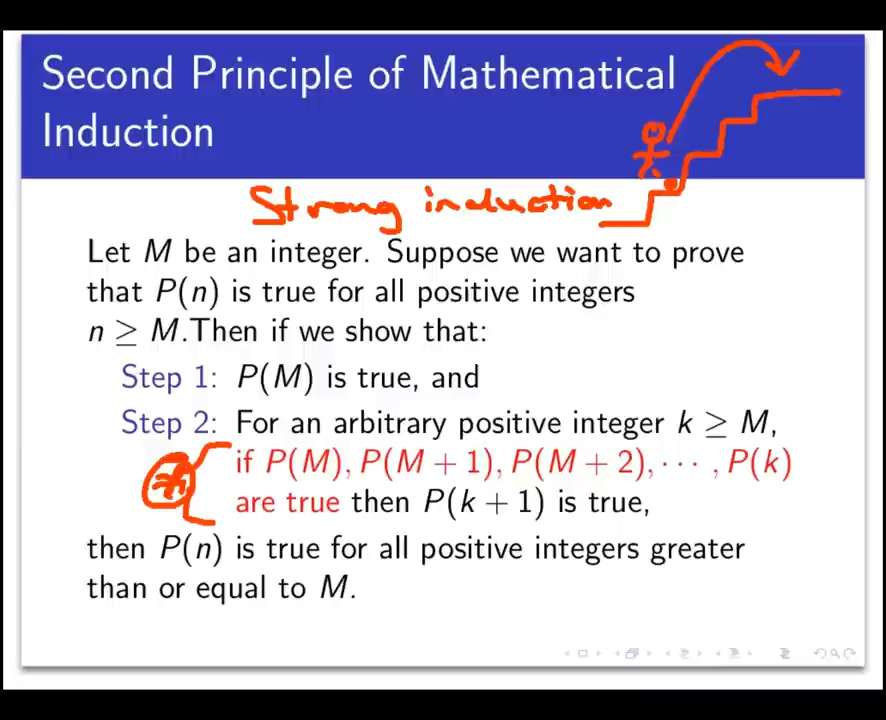 Second Principle of Mathematical
Induction
Strong induction
Let M be an integer. Suppose we want to prove
that P(n) is true for all positive integers
n ≥ M.Then if we show that:
Step 1: P(M) is true, and
Step 2: For an arbitrary positive integer k ≥ M,
if P(M), P(M + 1), P(M + 2), ⋯ , P(k)
are true then P(k + 1) is true,
then P(n) is true for all positive integers greater
than or equal to M.